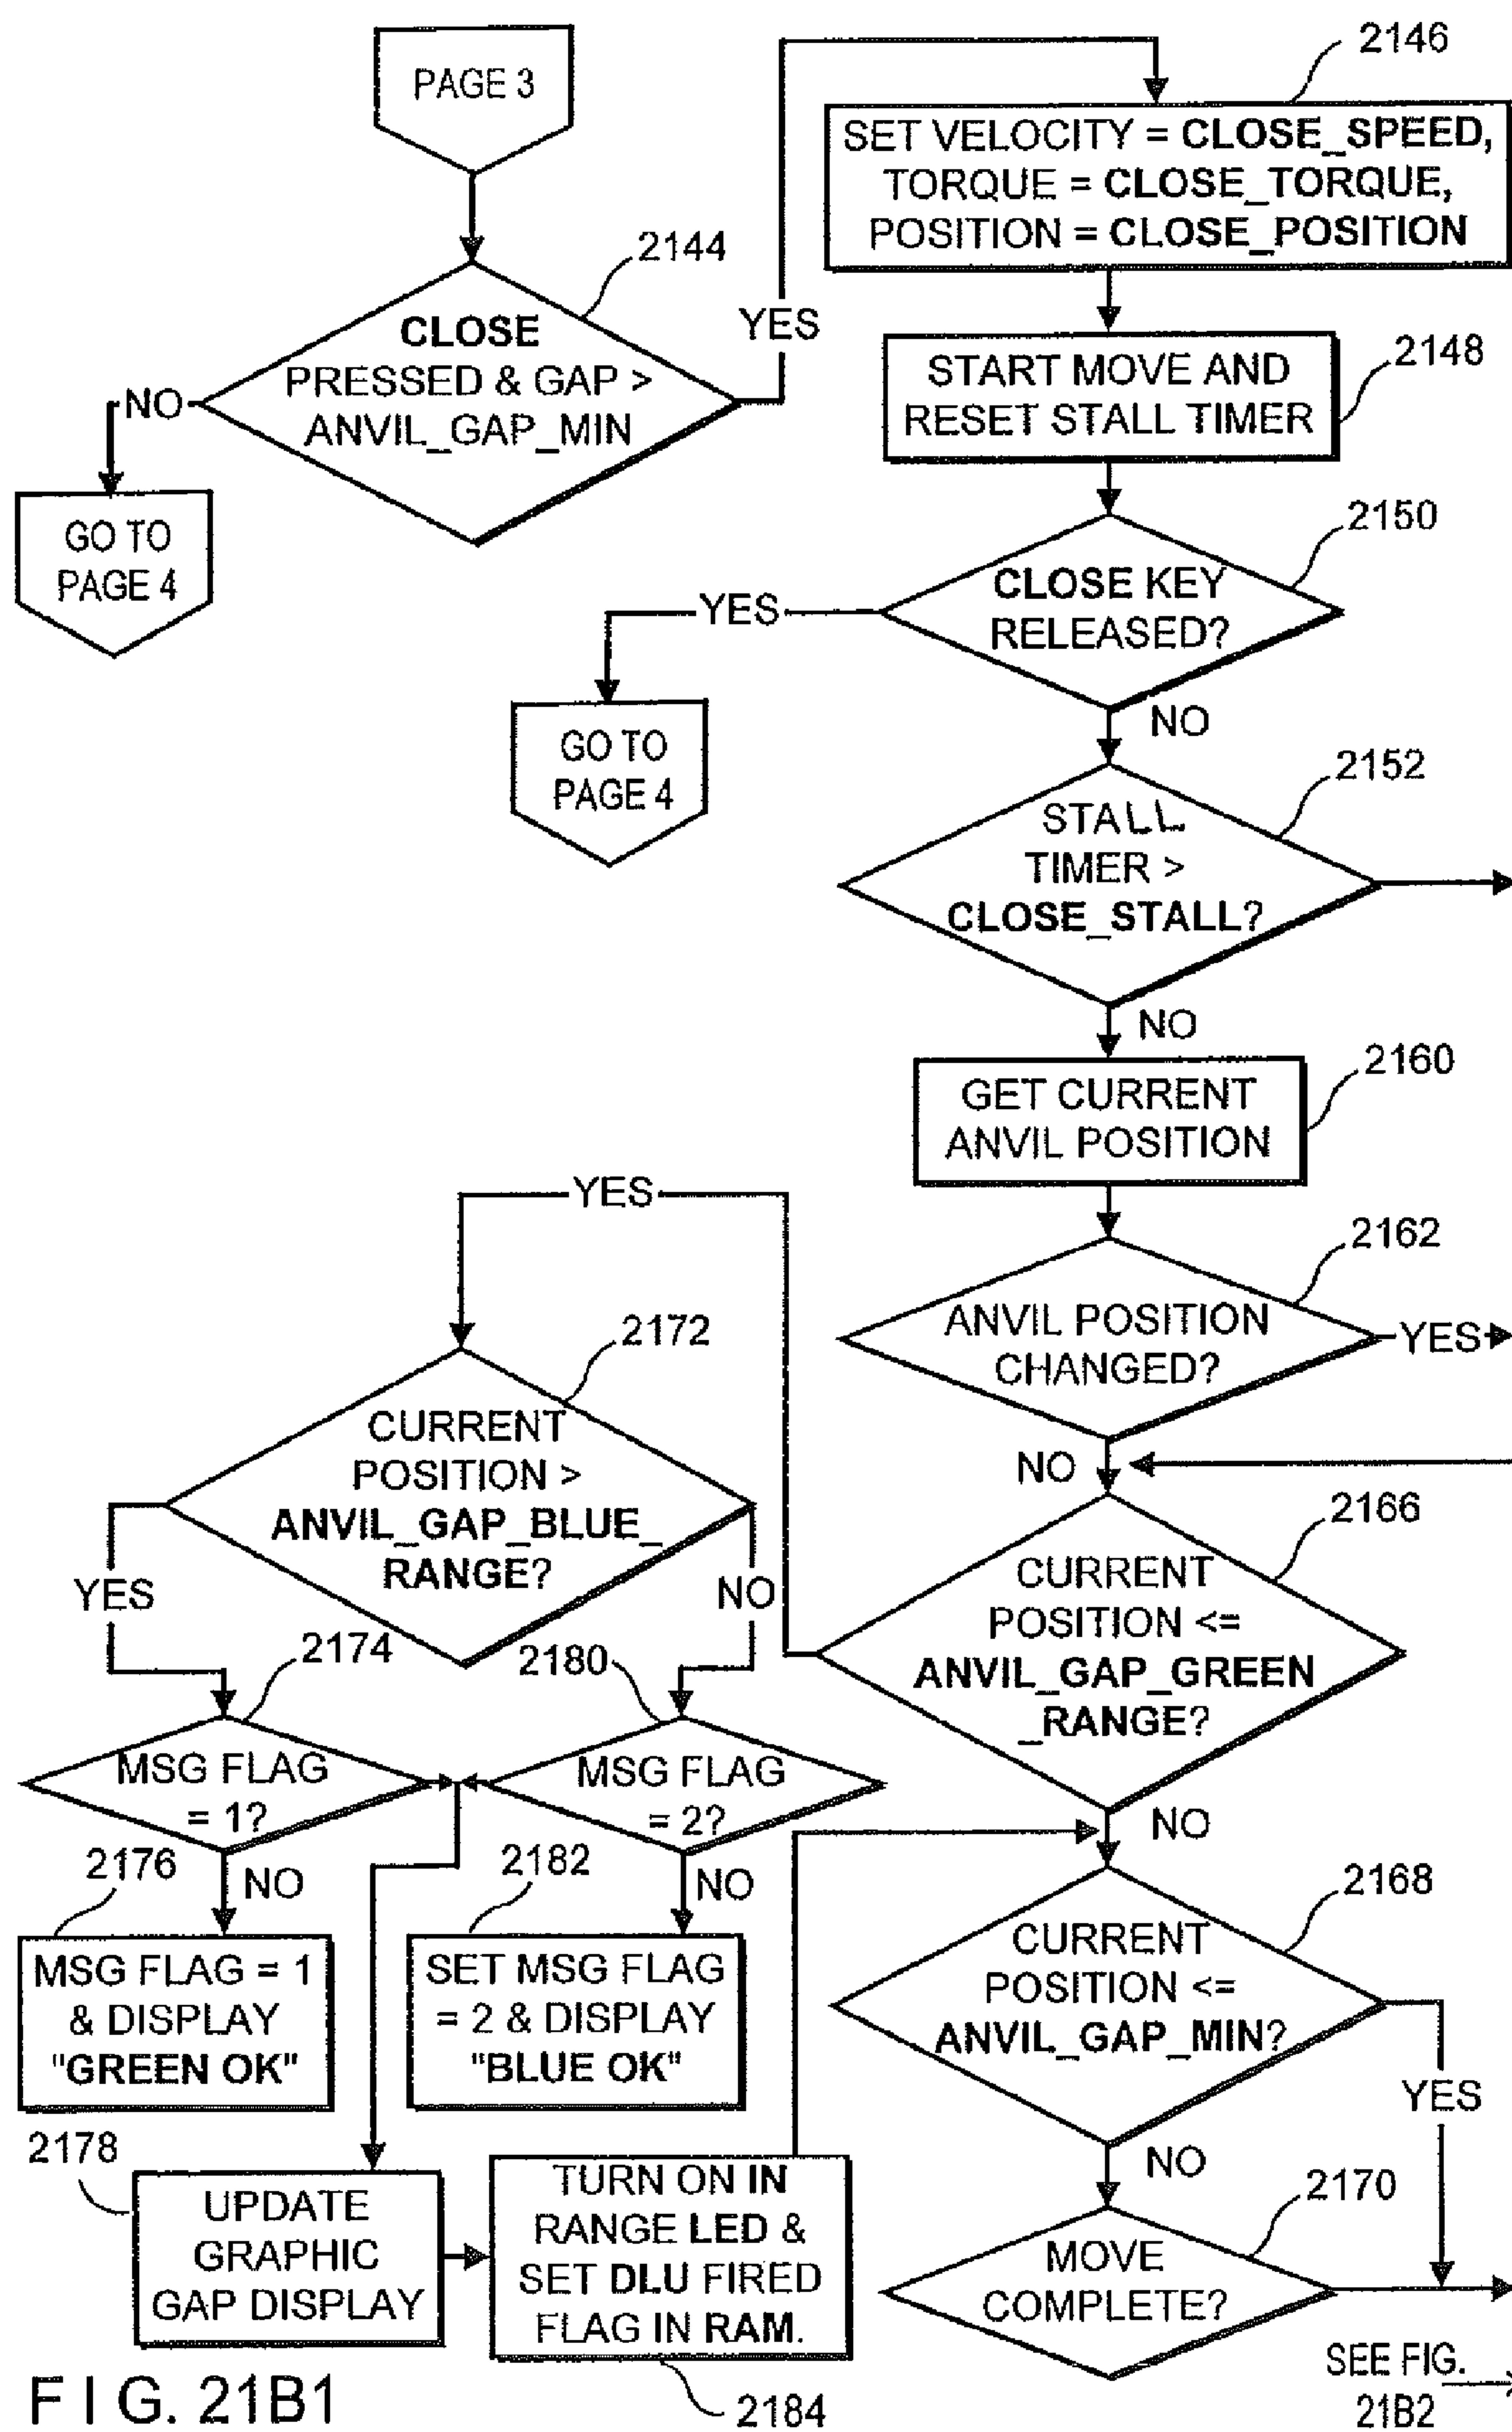 PAGE 3
2144
CLOSE
PRESSED & GAP >
ANVIL_GAP_MIN
NO
GO TO
PAGE 4
YES
2146
SET VELOCITY = CLOSE_SPEED,
TORQUE = CLOSE_TORQUE,
POSITION = CLOSE_POSITION
2148
START MOVE AND
RESET STALL TIMER
2150
CLOSE KEY
RELEASED?
YES
GO TO
PAGE 4
NO
2152
STALL
TIMER >
CLOSE_STALL?
NO
2160
GET CURRENT
ANVIL POSITION
2162
ANVIL POSITION
CHANGED?
YES
NO
2166
CURRENT
POSITION <=
ANVIL_GAP_GREEN
_RANGE?
YES
NO
2172
CURRENT
POSITION >
ANVIL_GAP_BLUE_
RANGE?
YES
NO
2174
MSG FLAG
= 1?
NO
2180
MSG FLAG
= 2?
NO
2176
MSG FLAG = 1
& DISPLAY
"GREEN OK"
2182
SET MSG FLAG
= 2 & DISPLAY
"BLUE OK"
2178
UPDATE
GRAPHIC
GAP DISPLAY
TURN ON IN
RANGE LED &
SET DLU FIRED
FLAG IN RAM.
2184
2168
CURRENT
POSITION <=
ANVIL_GAP_MIN?
YES
NO
2170
MOVE
COMPLETE?
SEE FIG.
21B2
FIG. 21B1